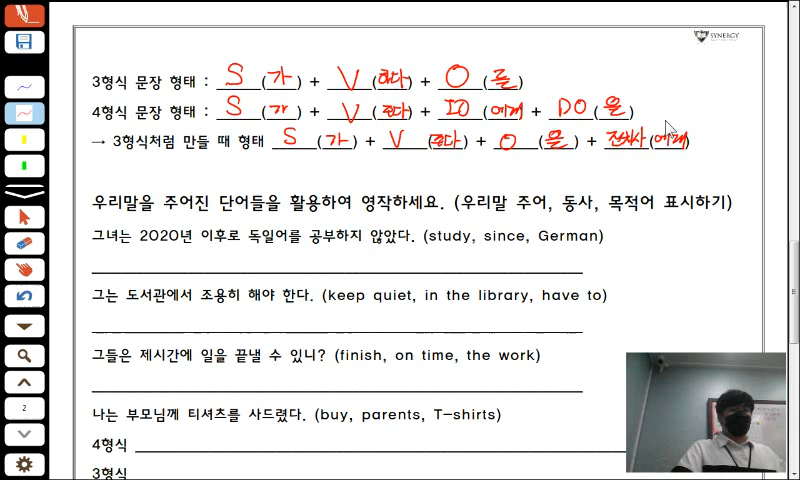 SYNERGY
3형식 문장 형태 : S (가) + V (한다) + O (를)
4형식 문장 형태 : S (가) + V (준다) + IO (에게) + DO (을)
→ 3형식처럼 만들 때 형태 S (가) + V (준다) + O (을) + 전치사 (에게)
우리말을 주어진 단어들을 활용하여 영작하세요. (우리말 주어, 동사, 목적어 표시하기)
그녀는 2020년 이후로 독일어를 공부하지 않았다. (study, since, German)
그는 도서관에서 조용히 해야 한다. (keep quiet, in the library, have to)
그들은 제시간에 일을 끝낼 수 있니? (finish, on time, the work)
나는 부모님께 티셔츠를 사드렸다. (buy, parents, T-shirts)
4형식
3형식
2